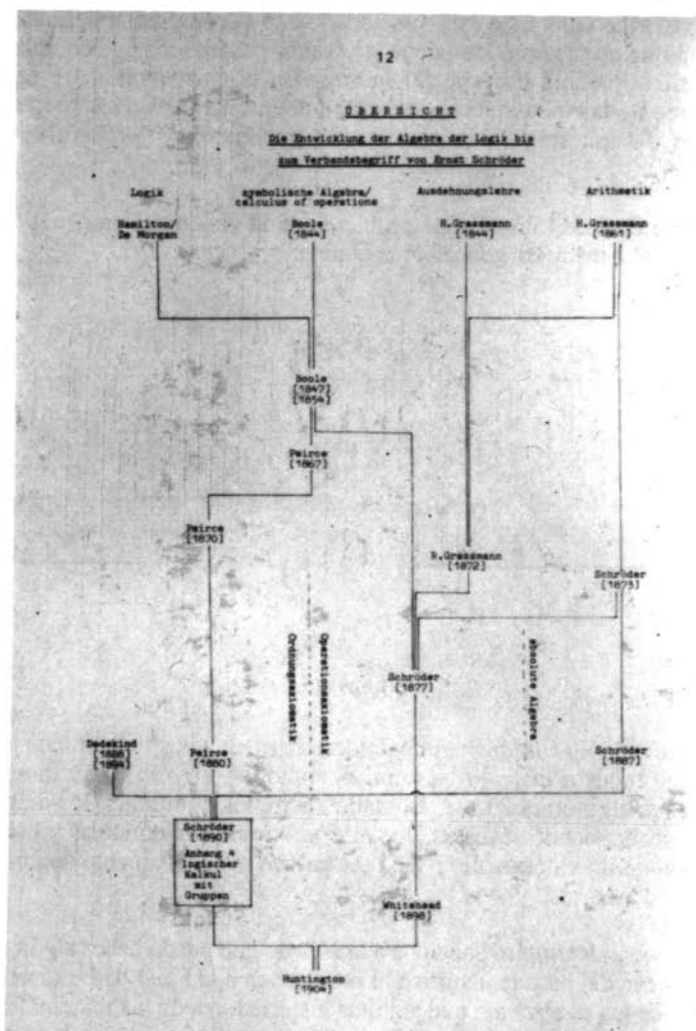 12
ÜBERSICHT
Die Entwicklung der Algebra der Logik bis
zum Verbandsbegriff von Ernst Schröder
Logik
symbolische Algebra/
calculus of operations
Ausdehnungslehre
Arithmetik
Hamilton/
De Morgan
Boole
[1844]
H.Grassmann
[1844]
H.Grassmann
[1861]
Boole
[1847]
[1854]
Peirce
[1867]
Peirce
[1870]
R.Grassmann
[1872]
Schröder
[1873]
Ordnungsaxiomatik
Operationsaxiomatik
absolute Algebra
Schröder
[1877]
Dedekind
[1888]
[1894]
Peirce
[1880]
Schröder
[1887]
Schröder
[1890]
Anhang 4
logischer
Kalkul
mit
Gruppen
Whitehead
[1898]
Huntington
[1904]